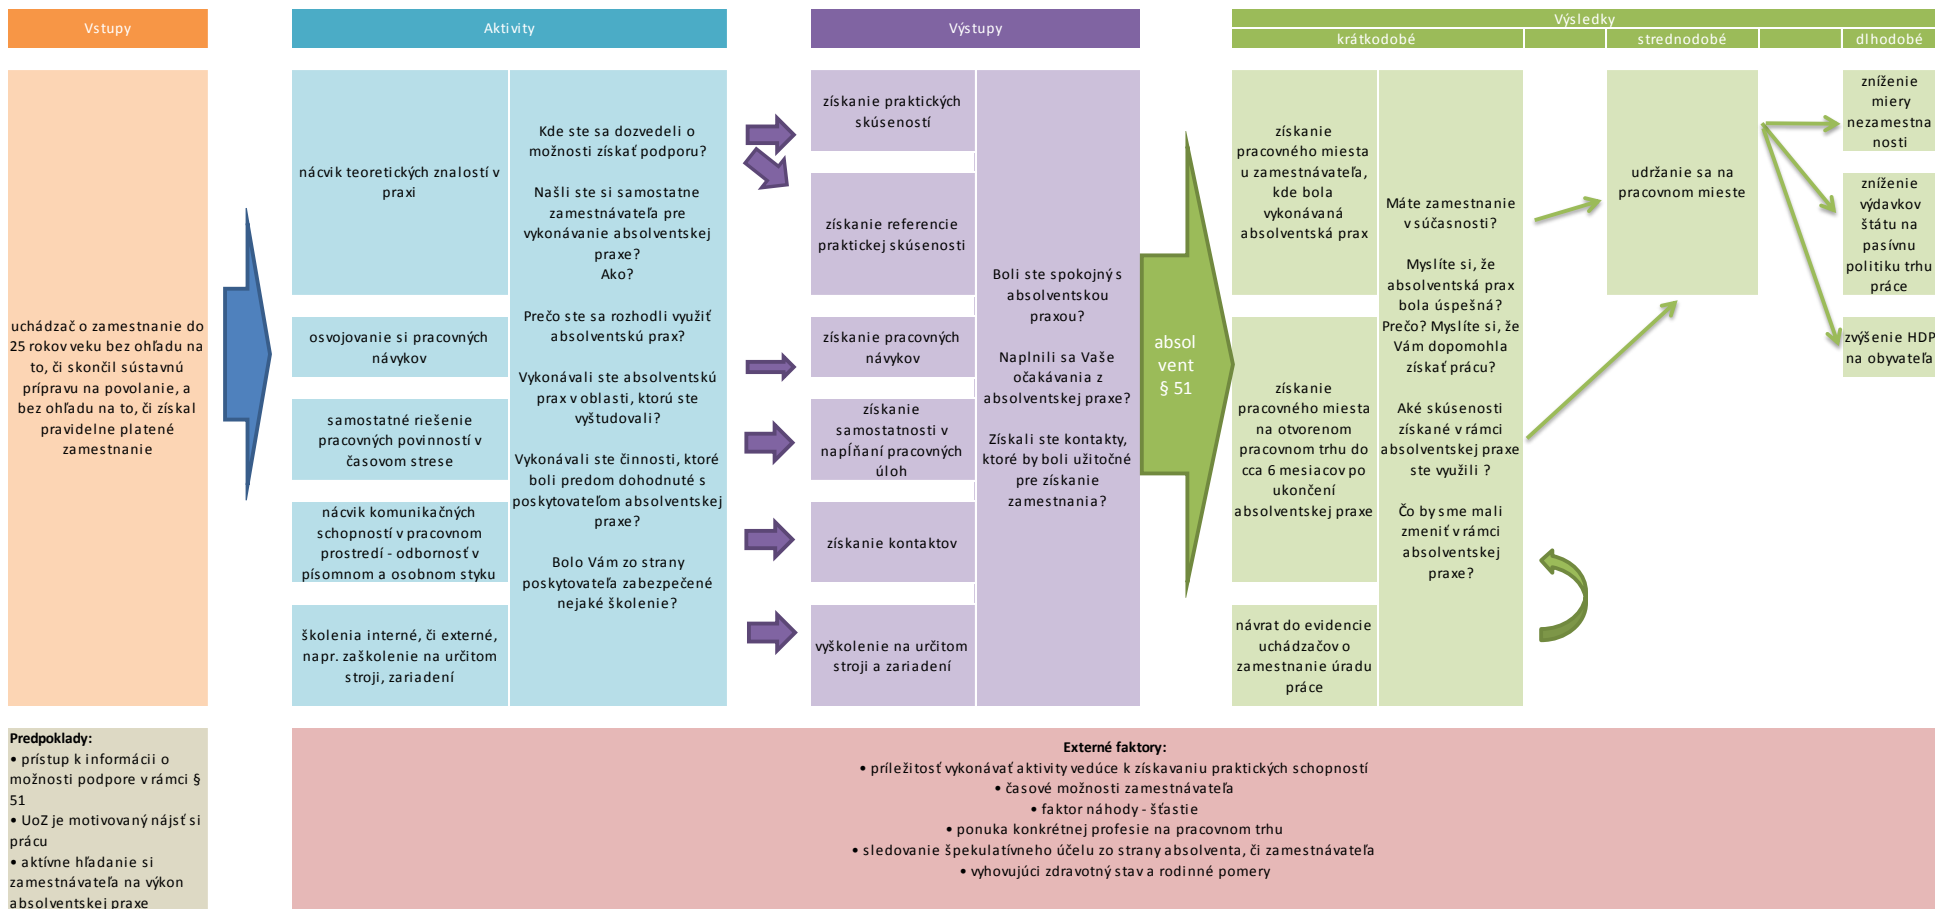 Vstupy
Aktivity
Výstupy
Výsledky
krátkodobé
strednodobé
dlhodobé
uchádzač o zamestnanie do
25 rokov veku bez ohľadu na
to, či skončil sústavnú
prípravu na povolanie, a
bez ohľadu na to, či získal
pravidelne platené
zamestnanie
nácvik teoretických znalostí v
praxi
osvojovanie si pracovných
návykov
samostatné riešenie
pracovných povinností v
časovom strese
nácvik komunikačných
schopností v pracovnom
prostredí - odbornosť v
písomnom a osobnom styku
školenia interné, či externé,
napr. zaškolenie na určitom
stroji, zariadení
Kde ste sa dozvedeli o
možnosti získať podporu?
Našli ste si samostatne
zamestnávateľa pre
vykonávanie absolventskej
praxe?
Ako?
Prečo ste sa rozhodli využiť
absolventskú prax?
Vykonávali ste absolventskú
prax v oblasti, ktorú ste
vyštudovali?
Vykonávali ste činnosti, ktoré
boli predom dohodnuté s
poskytovateľom absolventskej
praxe?
Bolo Vám zo strany
poskytovateľa zabezpečené
nejaké školenie?
získanie praktických
skúseností
získanie referencie
praktickej skúsenosti
získanie pracovných
návykov
získanie
samostatnosti v
napĺňaní pracovných
úloh
získanie kontaktov
vyškolenie na určitom
stroji a zariadení
Boli ste spokojný s
absolventskou
praxou?
Naplnili sa Vaše
očakávania z
absolventskej praxe?
Získali ste kontakty,
ktoré by boli užitočné
pre získanie
zamestnania?
absol
vent
§ 51
získanie
pracovného miesta
u zamestnávateľa,
kde bola
vykonávaná
absolventská prax
získanie
pracovného miesta
na otvorenom
pracovnom trhu do
cca 6 mesiacov po
ukončení
absolventskej praxe
návrat do evidencie
uchádzačov o
zamestnanie úradu
práce
Máte zamestnanie
v súčasnosti?
Myslíte si, že
absolventská prax
bola úspešná?
Prečo? Myslíte si, že
Vám dopomohla
získať prácu?
Aké skúsenosti
získané v rámci
absolventskej praxe
ste využili ?
Čo by sme mali
zmeniť v rámci
absolventskej
praxe?
udržanie sa na
pracovnom mieste
zníženie
miery
nezamestna
nosti
zníženie
výdavkov
štátu na
pasívnu
politiku trhu
práce
zvýšenie HDP
na obyvateľa
Predpoklady:
• prístup k informácii o
možnosti podpore v rámci §
51
• UoZ je motivovaný nájsť si
prácu
• aktívne hľadanie si
zamestnávateľa na výkon
absolventskej praxe
Externé faktory:
• príležitosť vykonávať aktivity vedúce k získavaniu praktických schopností
• časové možnosti zamestnávateľa
• faktor náhody - šťastie
• ponuka konkrétnej profesie na pracovnom trhu
• sledovanie špekulatívneho účelu zo strany absolventa, či zamestnávateľa
• vyhovujúci zdravotný stav a rodinné pomery